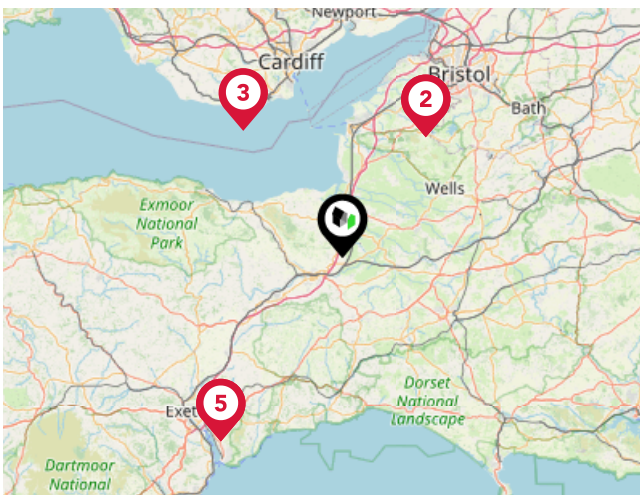 Newport
Cardiff
Bristol
3
2
Bath
Wells
Exmoor
National
Park
Dorset
National
Landscape
5
Exet
Dartmoor
National